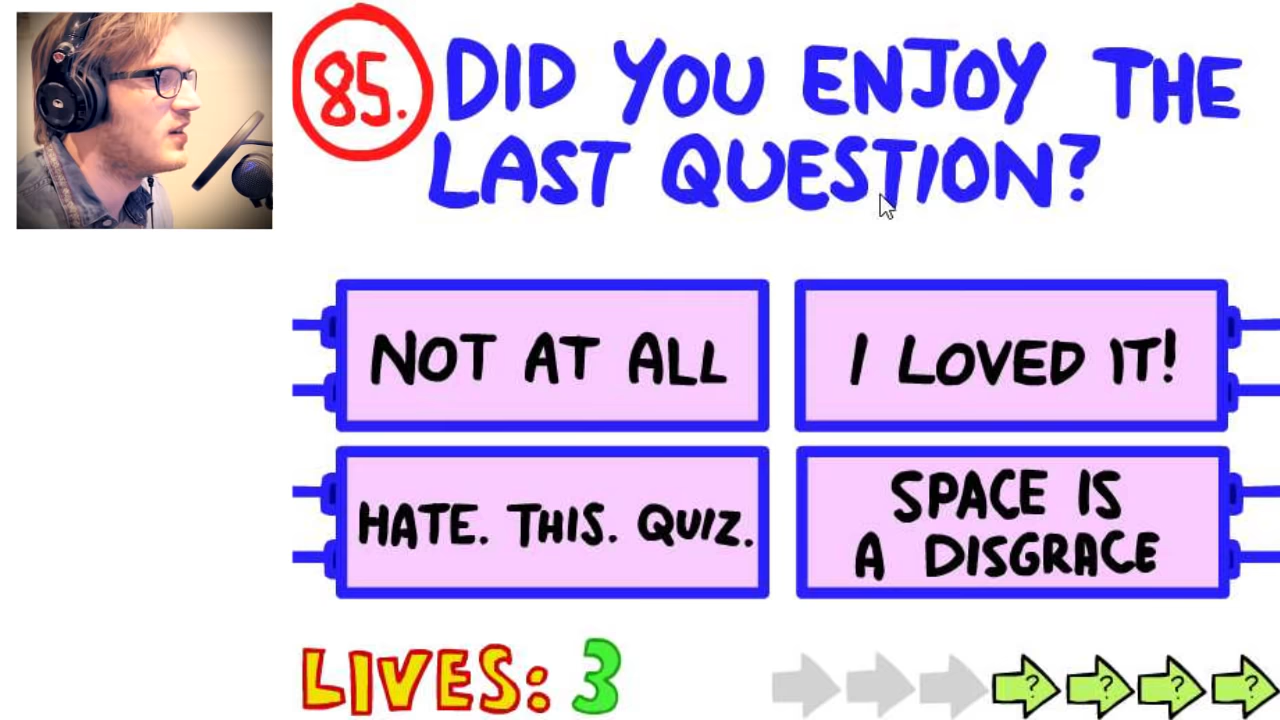 85. DID YOU ENJOY THE
LAST QUESTION?
NOT AT ALL
I LOVED IT!
HATE. THIS. QUIZ.
SPACE IS
A DISGRACE
LIVES: 3
? ? ? ?